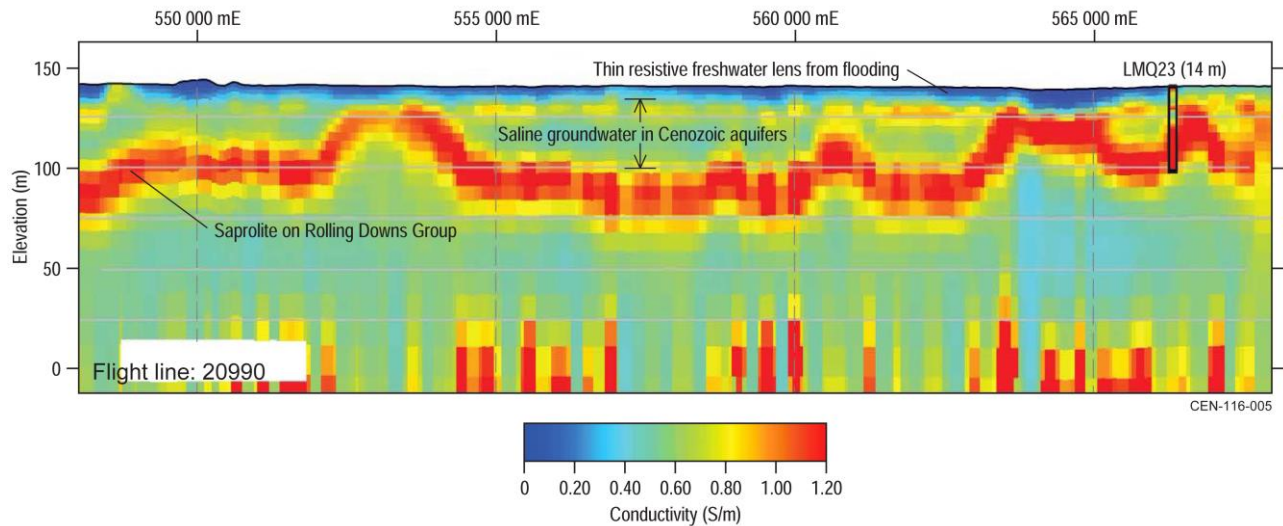 550 000 mE 555 000 mE 560 000 mE 565 000 mE
150
Thin resistive freshwater lens from flooding
LMQ23 (14 m)
Saline groundwater in Cenozoic aquifers
100
Saprolite on Rolling Downs Group
Elevation (m)
50
0
Flight line: 20990
CEN-116-005
0 0.20 0.40 0.60 0.80 1.00 1.20
Conductivity (S/m)